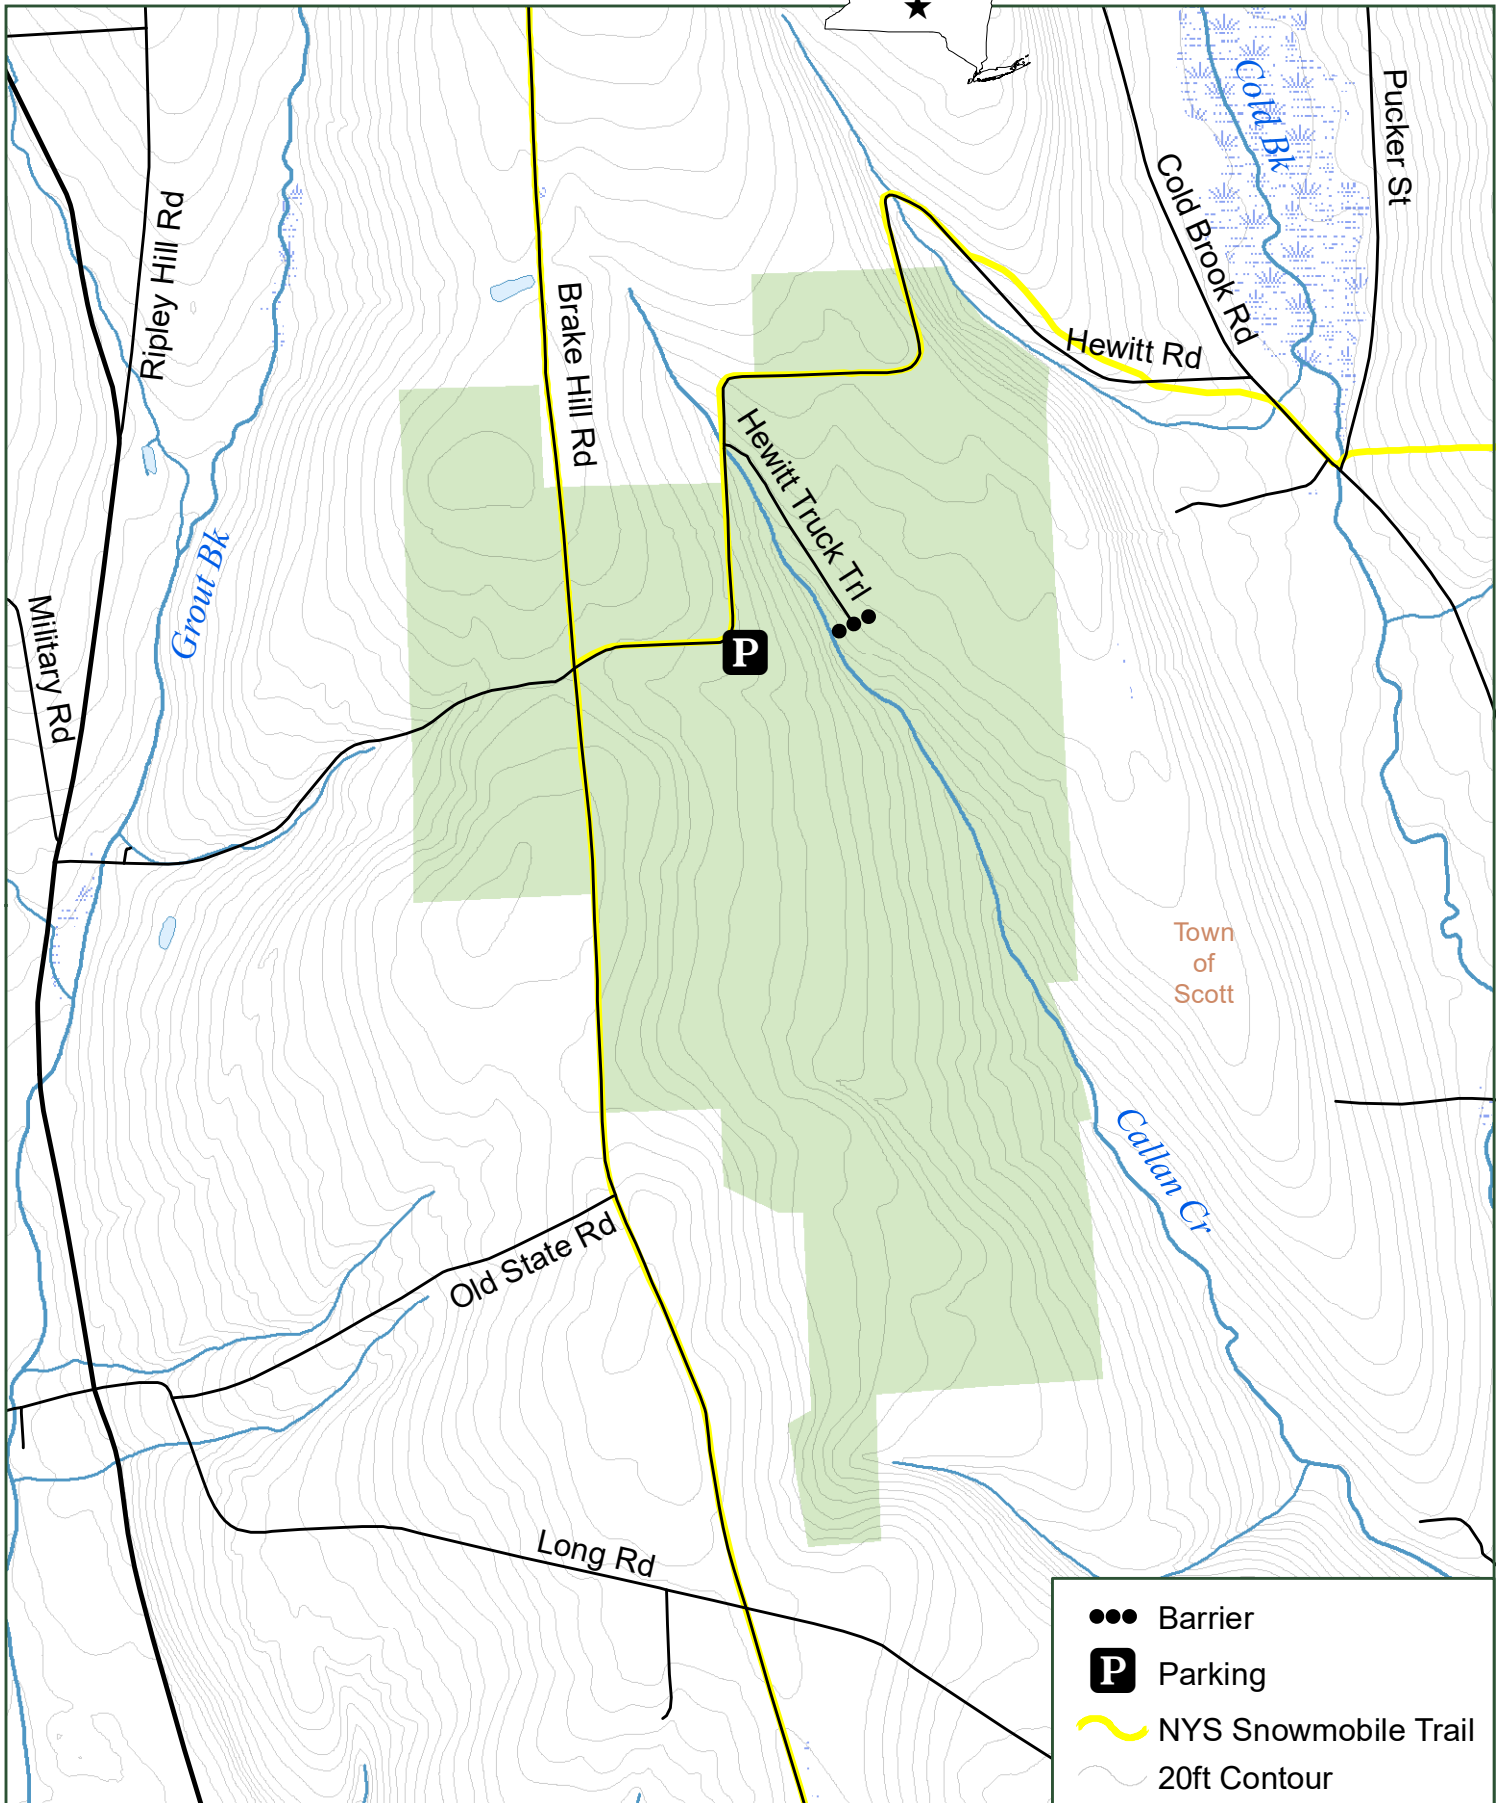 Cold Bk
Pucker St
Cold Brook Rd
Ripley Hill Rd
Brake Hill Rd
Hewitt Rd
Hewitt Truck Trl
Grout Bk
Military Rd
P
Town
of
Scott
Callan Cr
Old State Rd
Long Rd
Barrier
P Parking
NYS Snowmobile Trail
20ft Contour